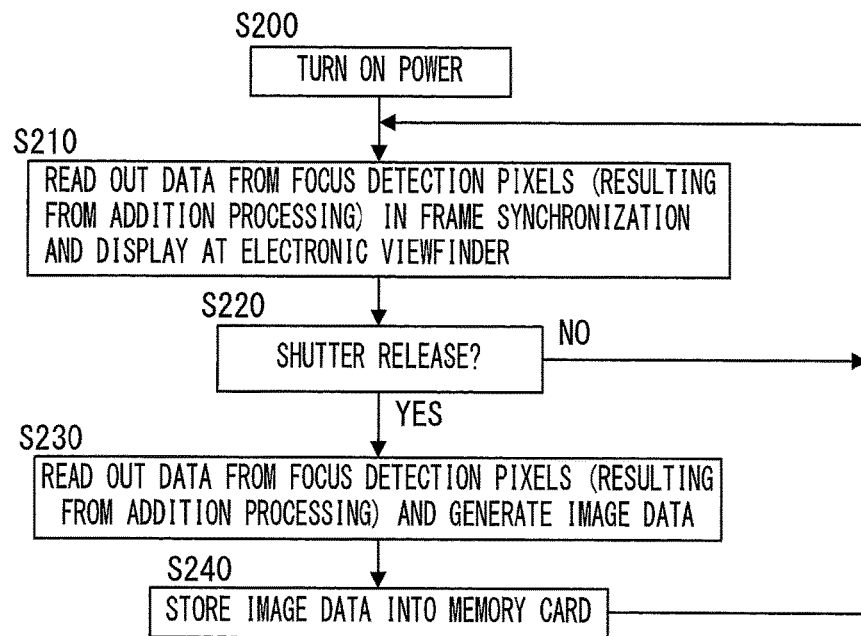 S200
TURN ON POWER
S210
READ OUT DATA FROM FOCUS DETECTION PIXELS (RESULTING
FROM ADDITION PROCESSING) IN FRAME SYNCHRONIZATION
AND DISPLAY AT ELECTRONIC VIEWFINDER
S220
SHUTTER RELEASE?
NO
YES
S230
READ OUT DATA FROM FOCUS DETECTION PIXELS (RESULTING
FROM ADDITION PROCESSING) AND GENERATE IMAGE DATA
S240
STORE IMAGE DATA INTO MEMORY CARD